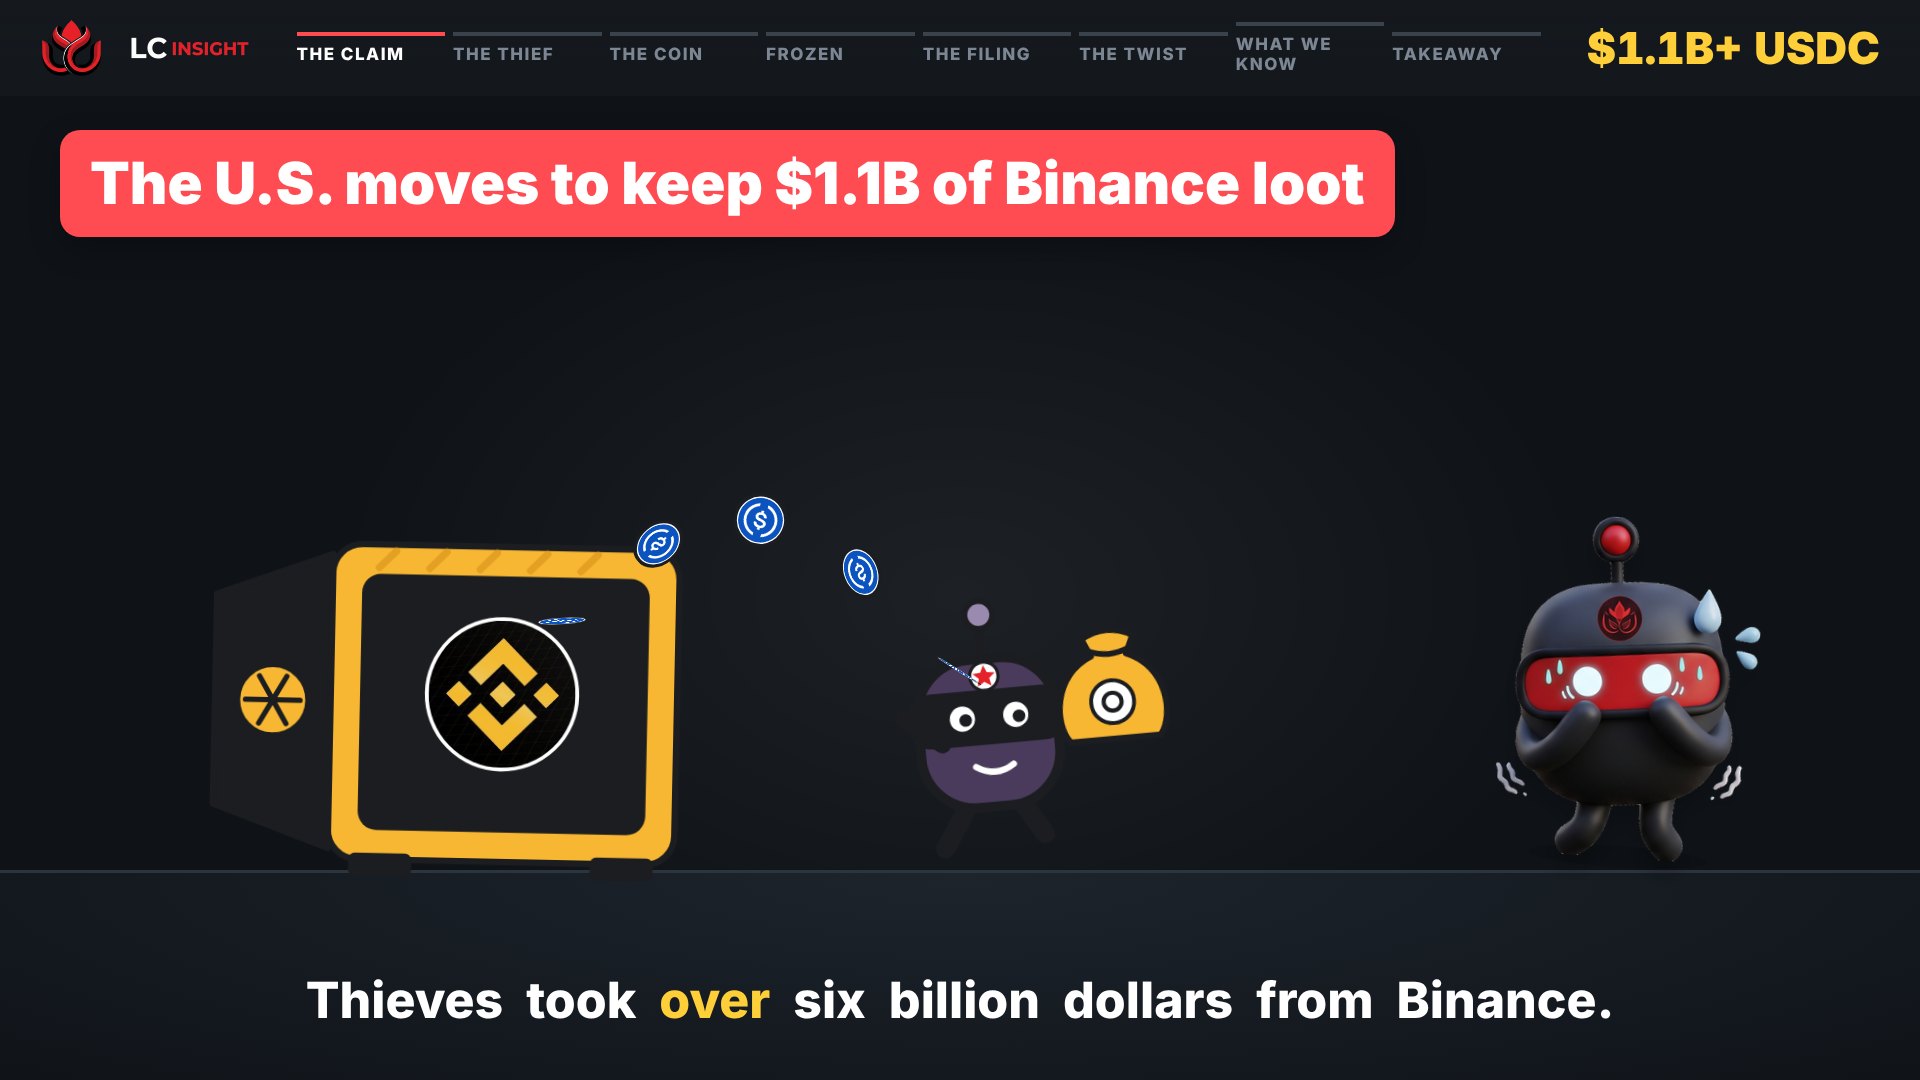 LC INSIGHT
THE CLAIM
THE THIEF
THE COIN
FROZEN
THE FILING
THE TWIST
WHAT WE
KNOW
TAKEAWAY
$1.1B+ USDC
The U.S. moves to keep $1.1B of Binance loot
Thieves took over six billion dollars from Binance.